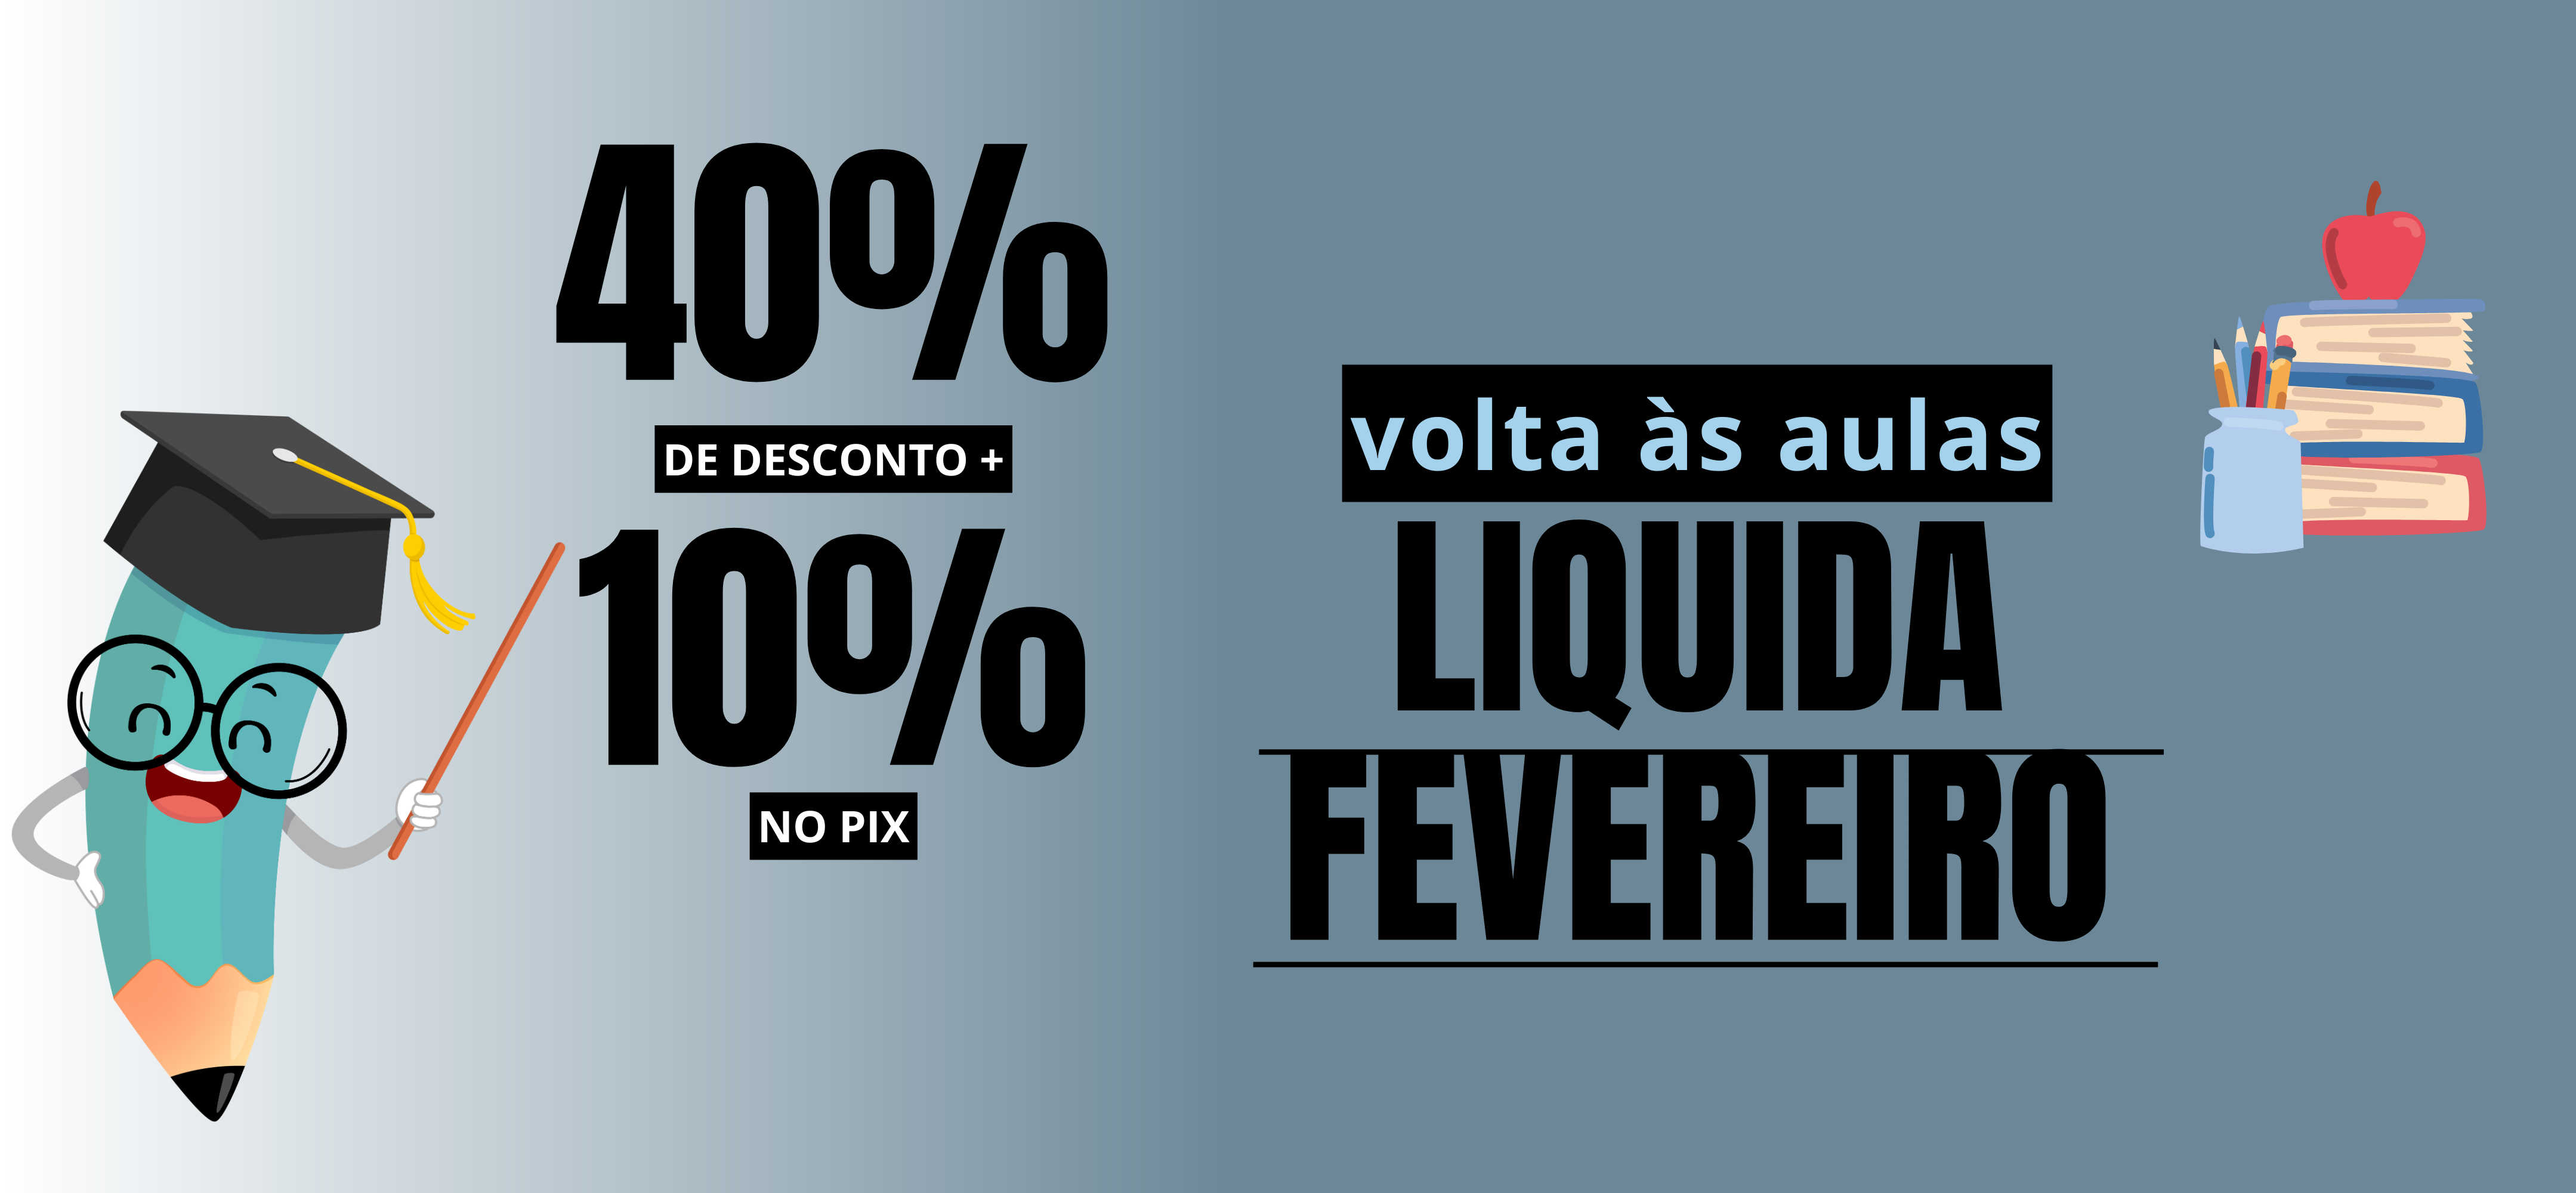 40%
DE DESCONTO +
10%
NO PIX
volta às aulas
LIQUIDA
FEVEREIRO